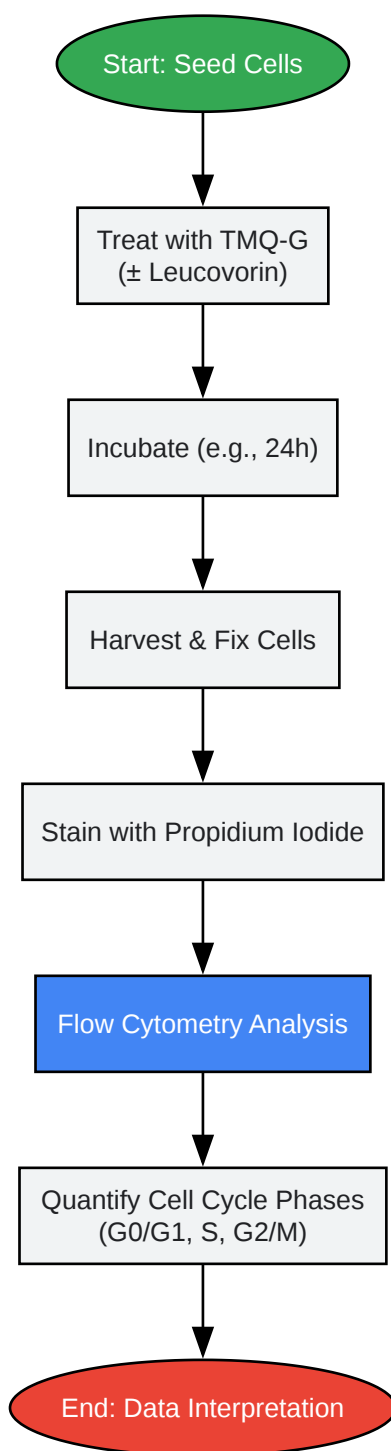 Start: Seed Cells
Treat with TMQ-G
(± Leucovorin)
Incubate (e.g., 24h)
Harvest & Fix Cells
Stain with Propidium Iodide
Flow Cytometry Analysis
Quantify Cell Cycle Phases
(G0/G1, S, G2/M)
End: Data Interpretation